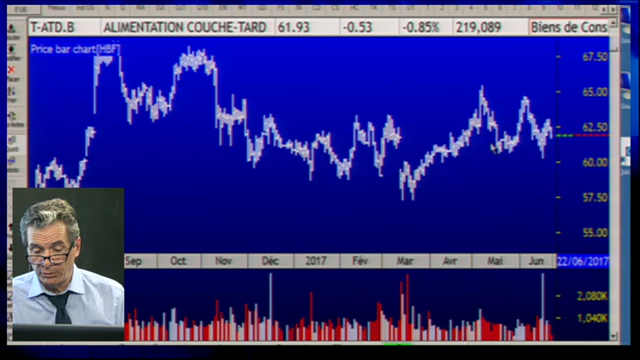 T-ATD.B ALIMENTATION COUCHE-TARD 61.93 -0.53 -0.85% 219,089 Biens de Cons
Price bar chart[HBF]
67.50
62.50
60.00
57.50
55.00
Sep Oct Nov Déc 2017 Fév Mar Avr Mai Jun 22/06/2017
2,080K
1,040K